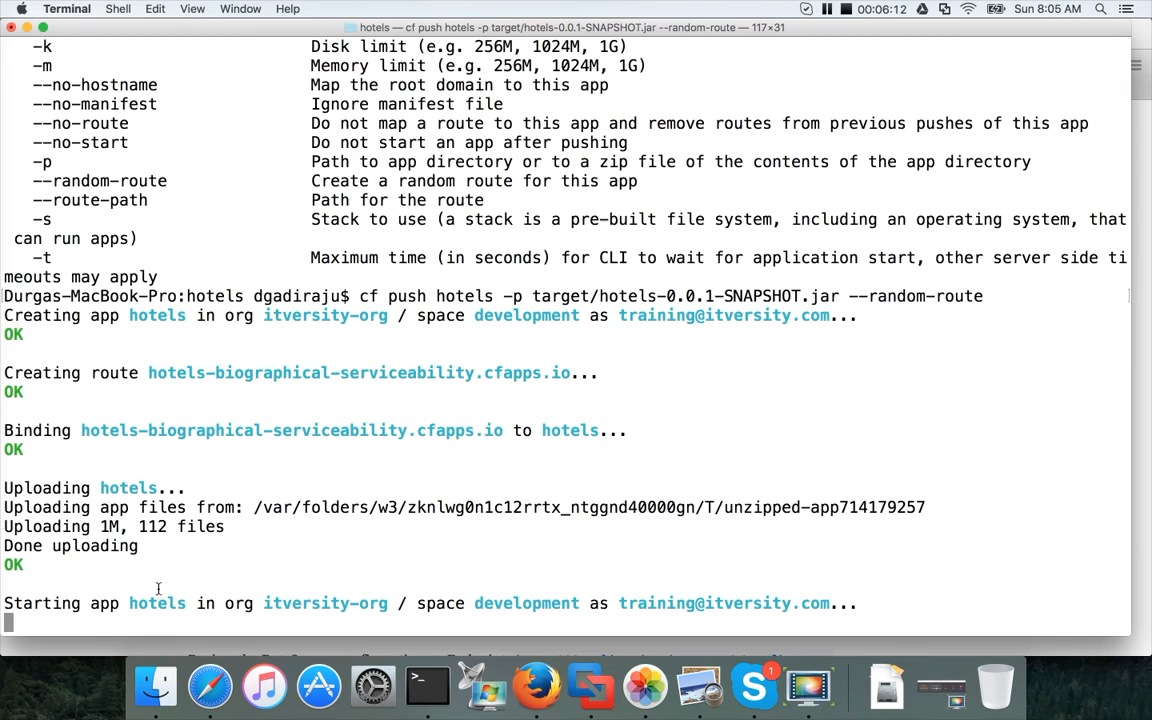 Terminal Shell Edit View Window Help 00:06:12 Sun 8:05 AM
hotels — cf push hotels -p target/hotels-0.0.1-SNAPSHOT.jar --random-route — 117×31
-k Disk limit (e.g. 256M, 1024M, 1G)
-m Memory limit (e.g. 256M, 1024M, 1G)
--no-hostname Map the root domain to this app
--no-manifest Ignore manifest file
--no-route Do not map a route to this app and remove routes from previous pushes of this app
--no-start Do not start an app after pushing
-p Path to app directory or to a zip file of the contents of the app directory
--random-route Create a random route for this app
--route-path Path for the route
-s Stack to use (a stack is a pre-built file system, including an operating system, that
can run apps)
-t Maximum time (in seconds) for CLI to wait for application start, other server side ti
meouts may apply
Durgas-MacBook-Pro:hotels dgadiraju$ cf push hotels -p target/hotels-0.0.1-SNAPSHOT.jar --random-route
Creating app hotels in org itversity-org / space development as training@itversity.com...
OK
Creating route hotels-biographical-serviceability.cfapps.io...
OK
Binding hotels-biographical-serviceability.cfapps.io to hotels...
OK
Uploading hotels...
Uploading app files from: /var/folders/w3/zknlwg0n1c12rrtx_ntggnd40000gn/T/unzipped-app714179257
Uploading 1M, 112 files
Done uploading
OK
Starting app hotels in org itversity-org / space development as training@itversity.com...
1